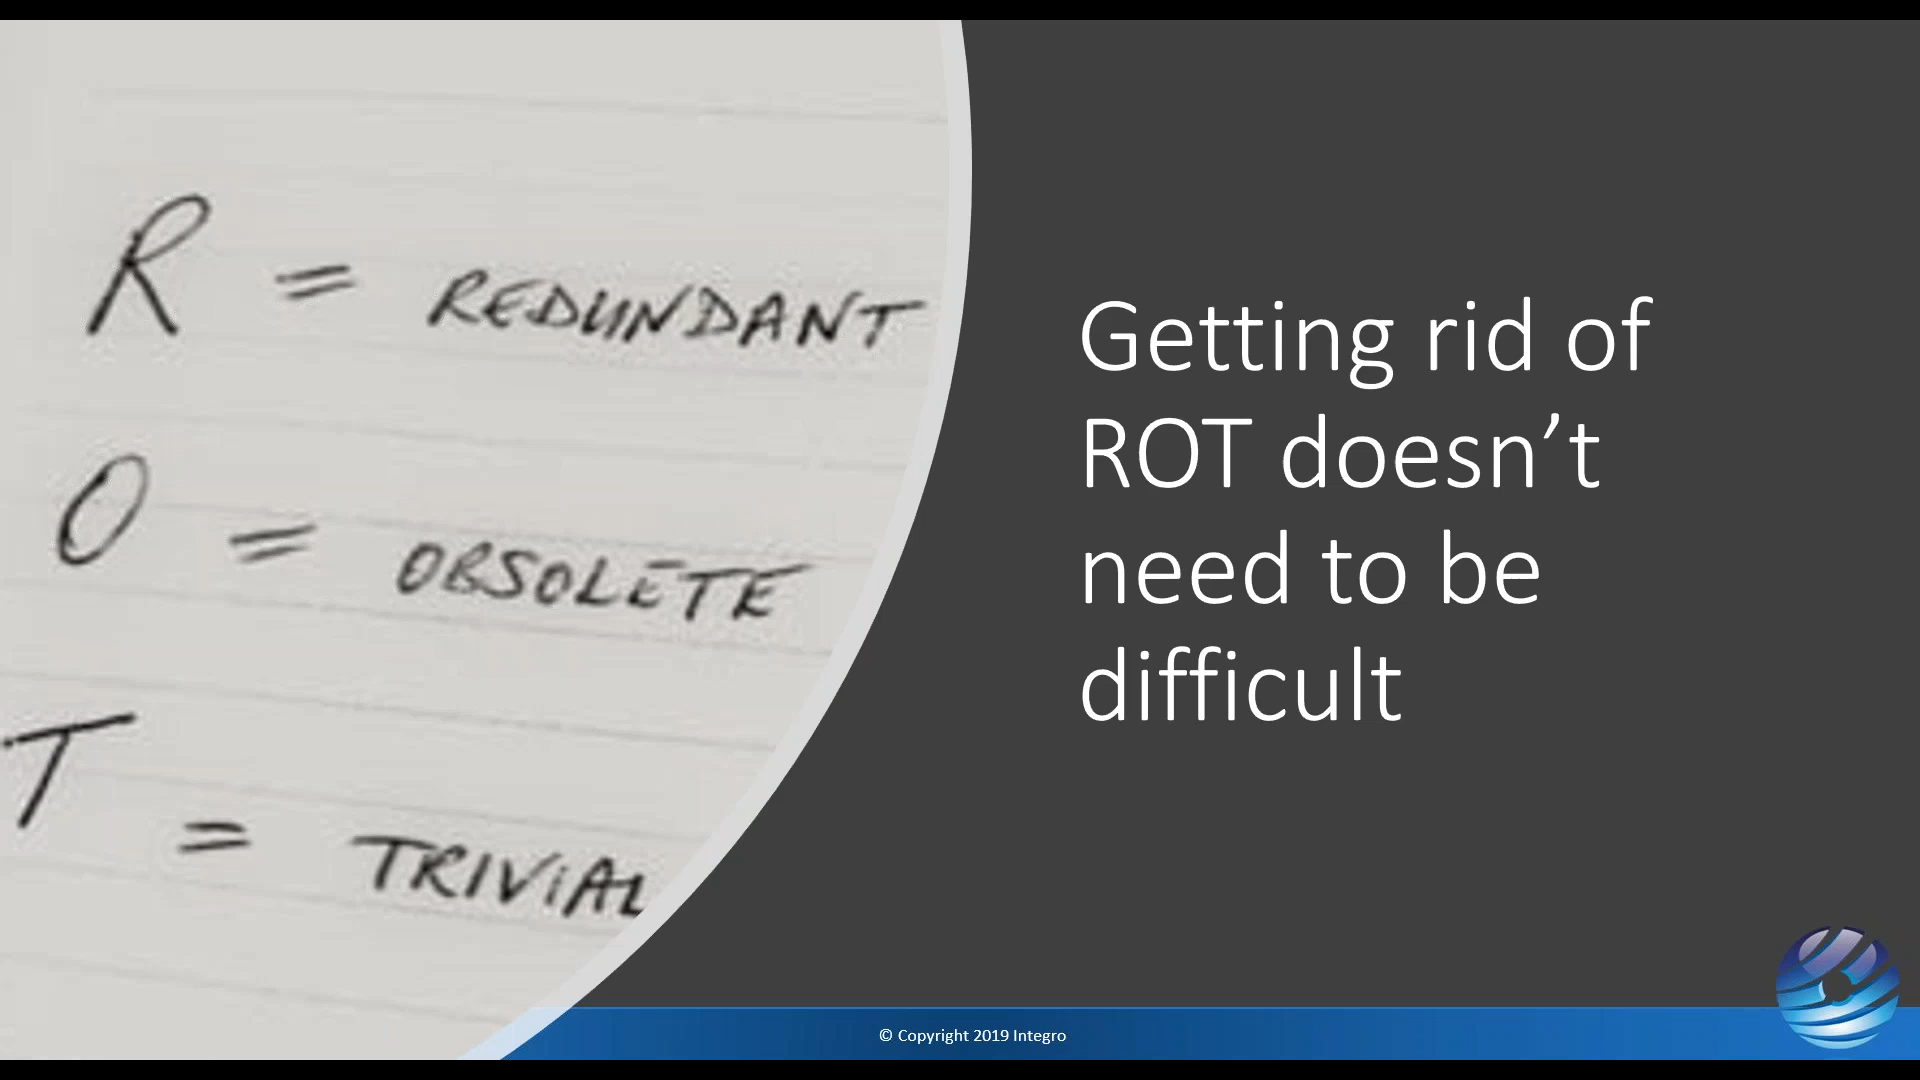 R = REDUNDANT
O = OBSOLETE
T = TRIVIAL
Getting rid of
ROT doesn’t
need to be
difficult
© Copyright 2019 Integro